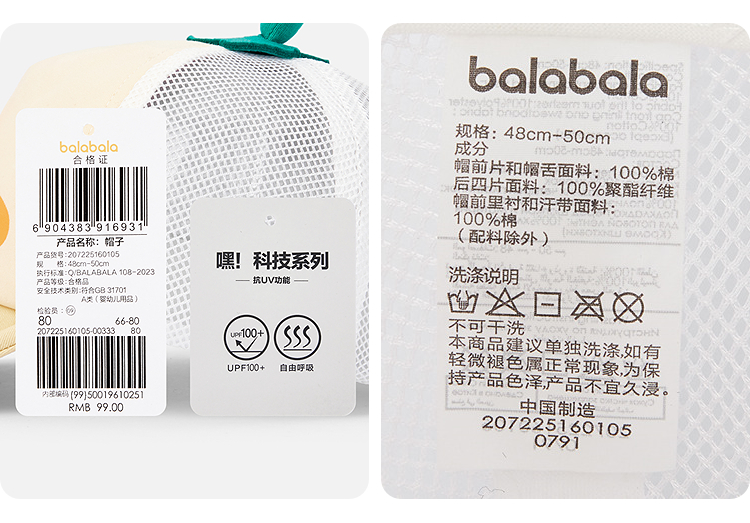 balabala
合格证
6 904383 916931
产品名称: 帽子
产品货号: 207225160105
规 格: 48cm-50cm
执行标准: Q/BALABALA 108-2023
产品等级: 合格品
安全技术类别: 符合GB 31701
A类 (婴幼儿用品)
检验员: 09
80 66-80
207225160105-00333 80
内部编码 (99)50019610251
RMB 99.00
嘿! 科技系列
抗UV功能
UPF100+
UPF100+ 自由呼吸
balabala
规格: 48cm-50cm
成分
帽前片和帽舌面料: 100%棉
后四片面料: 100%聚酯纤维
帽前里衬和汗带面料:
100%棉
(配料除外)
洗涤说明
不可干洗
本商品建议单独洗涤,如有
轻微褪色属正常现象,为保
持产品色泽产品不宜久浸。
中国制造
207225160105
0791